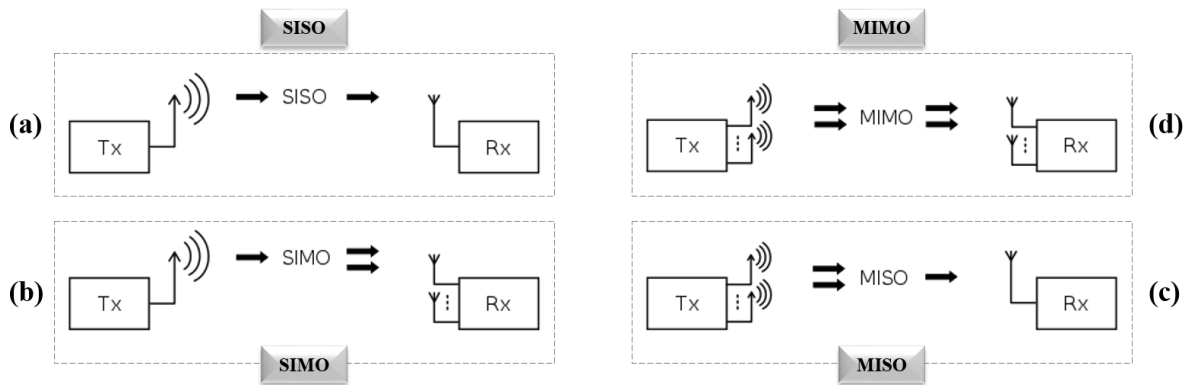 SISO
MIMO
(a)
Tx
SISO
Rx
Tx
MIMO
Rx
(d)
(b)
Tx
SIMO
Rx
Tx
MISO
Rx
(c)
SIMO
MISO